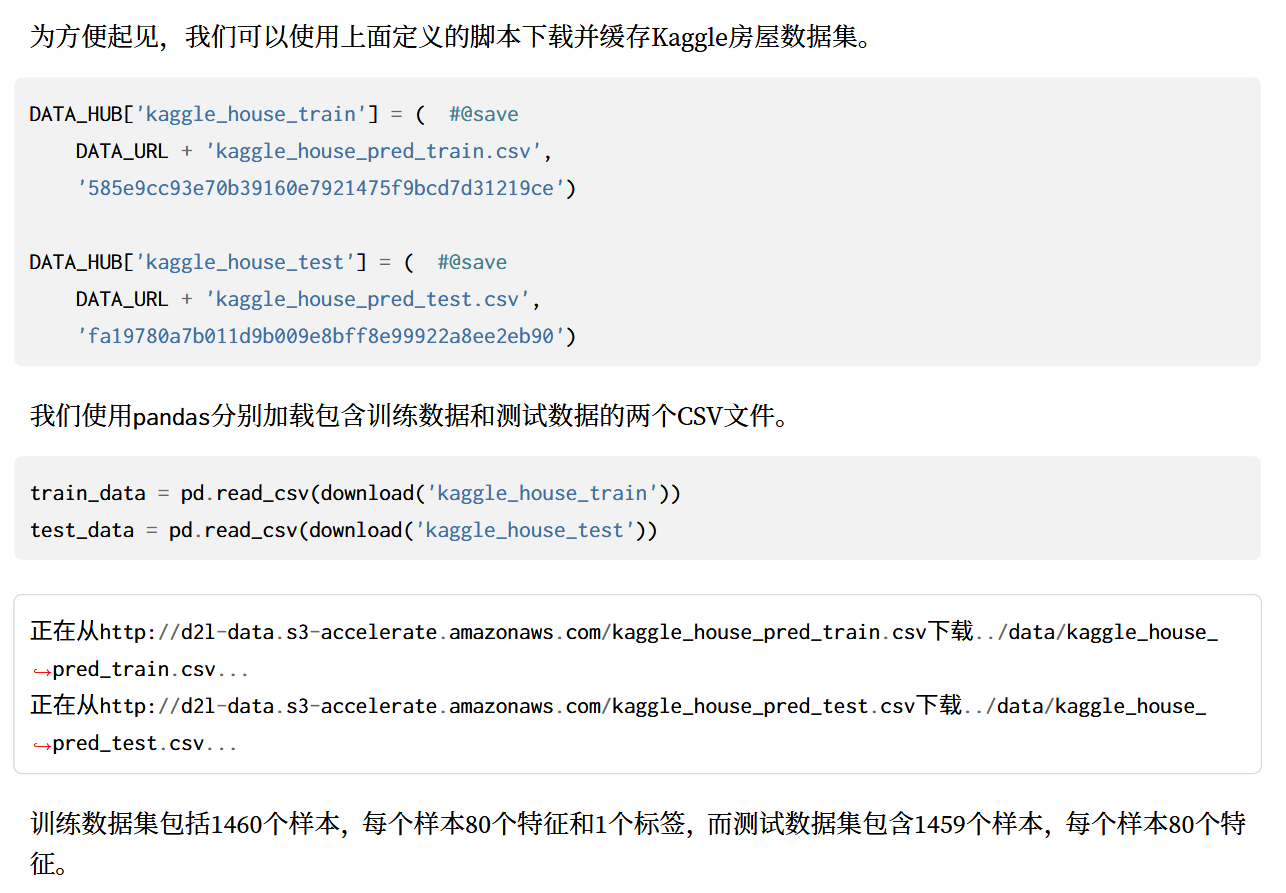 为方便起见，我们可以使用上面定义的脚本下载并缓存Kaggle房屋数据集。
DATA_HUB['kaggle_house_train'] = (  #@save
    DATA_URL + 'kaggle_house_pred_train.csv',
    '585e9cc93e70b39160e7921475f9bcd7d31219ce')
DATA_HUB['kaggle_house_test'] = (  #@save
    DATA_URL + 'kaggle_house_pred_test.csv',
    'fa19780a7b011d9b009e8bff8e99922a8ee2eb90')
我们使用pandas分别加载包含训练数据和测试数据的两个CSV文件。
train_data = pd.read_csv(download('kaggle_house_train'))
test_data = pd.read_csv(download('kaggle_house_test'))
正在从http://d2l-data.s3-accelerate.amazonaws.com/kaggle_house_pred_train.csv下载../data/kaggle_house_
↪pred_train.csv...
正在从http://d2l-data.s3-accelerate.amazonaws.com/kaggle_house_pred_test.csv下载../data/kaggle_house_
↪pred_test.csv...
训练数据集包括1460个样本，每个样本80个特征和1个标签，而测试数据集包含1459个样本，每个样本80个特
征。